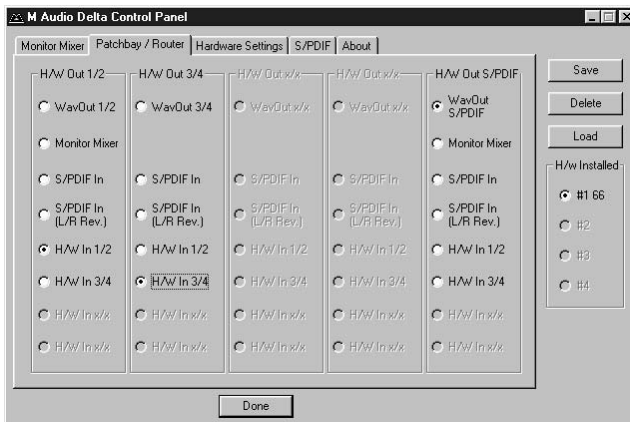 M Audio Delta Control Panel
Monitor Mixer Patchbay / Router Hardware Settings S/PDIF About
H/W Out 1/2
WavOut 1/2
Monitor Mixer
S/PDIF In
S/PDIF In
(L/R Rev.)
H/W In 1/2
H/W In 3/4
H/W In x/x
H/W In x/x
H/W Out 3/4
WavOut 3/4
S/PDIF In
S/PDIF In
(L/R Rev.)
H/W In 1/2
H/W In 3/4
H/W In x/x
H/W In x/x
H/W Out x/x
WavOut x/x
S/PDIF In
S/PDIF In
(L/R Rev.)
H/W In 1/2
H/W In 3/4
H/W In x/x
H/W In x/x
H/W Out x/x
WavOut x/x
S/PDIF In
S/PDIF In
(L/R Rev.)
H/W In 1/2
H/W In 3/4
H/W In x/x
H/W In x/x
H/W Out S/PDIF
WavOut
S/PDIF
Monitor Mixer
S/PDIF In
S/PDIF In
(L/R Rev.)
H/W In 1/2
H/W In 3/4
H/W In x/x
H/W In x/x
Save
Delete
Load
H/w Installed
#1 66
#2
#3
#4
Done